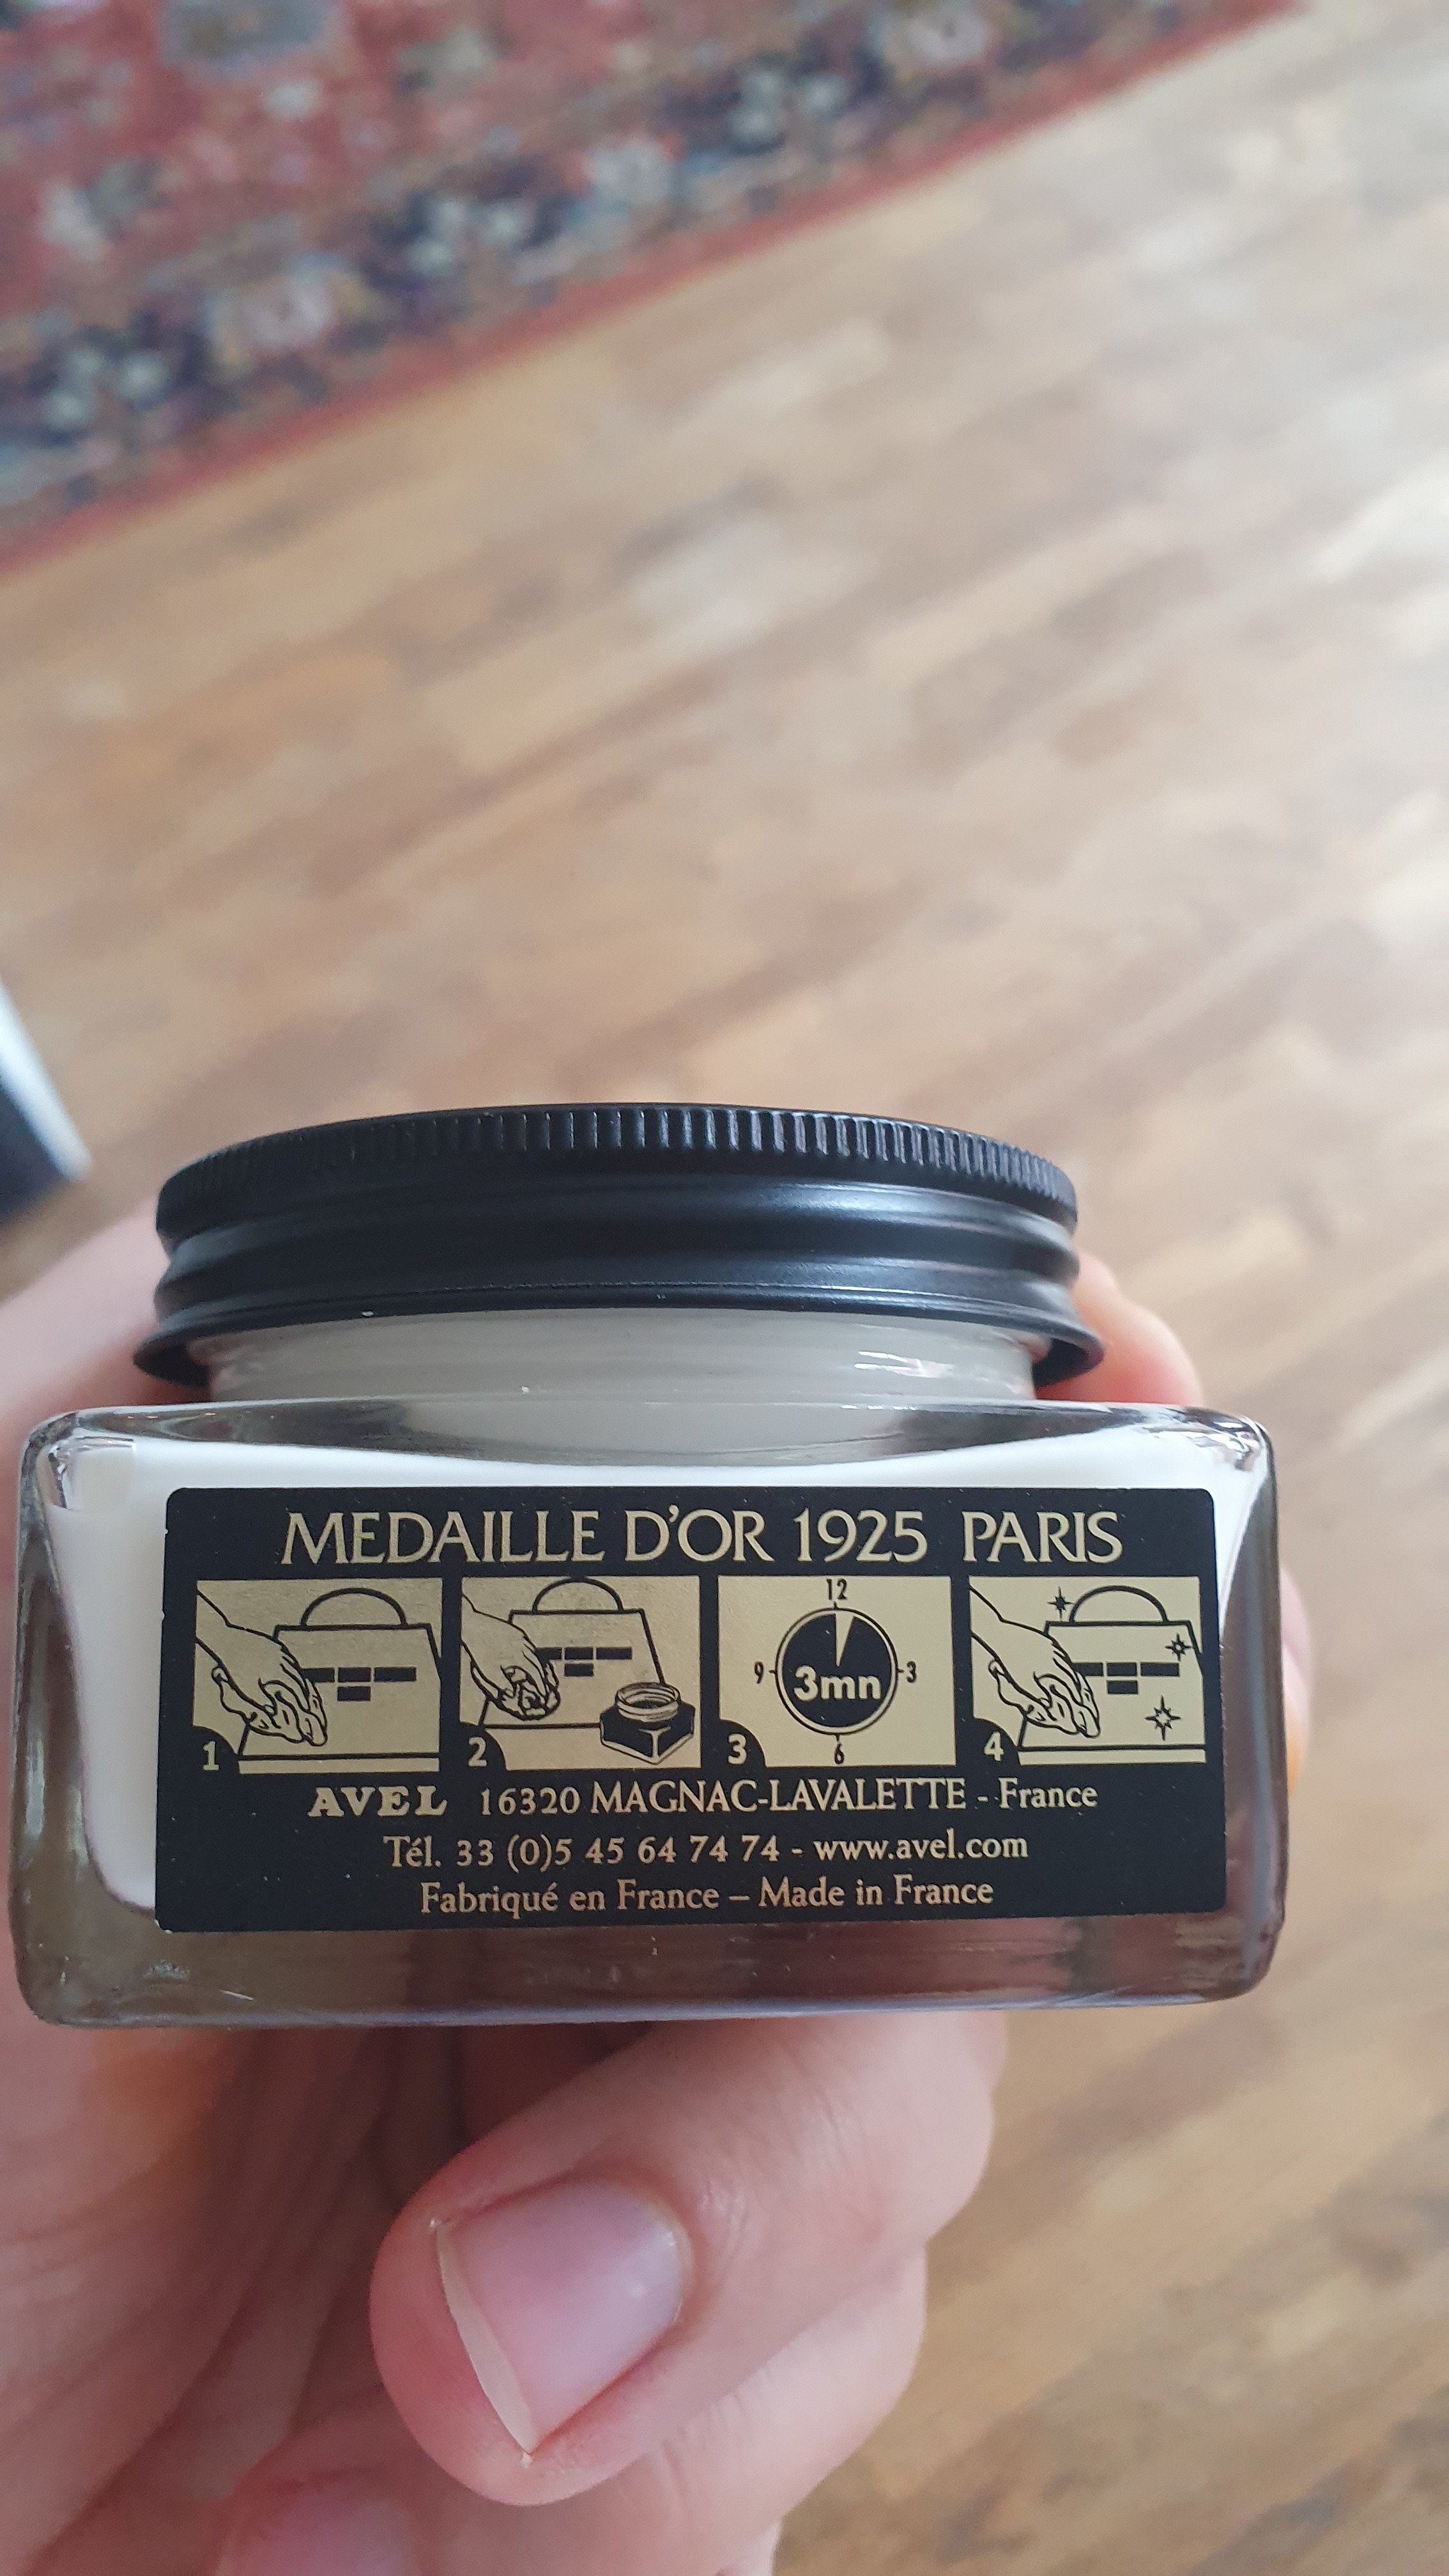 MEDAILLE D'OR 1925 PARIS
1
2
12
9
3mn
3
6
3
4
AVEL 16320 MAGNAC-LAVALETTE - France
Tél. 33 (0)5 45 64 74 74 - www.avel.com
Fabriqué en France – Made in France